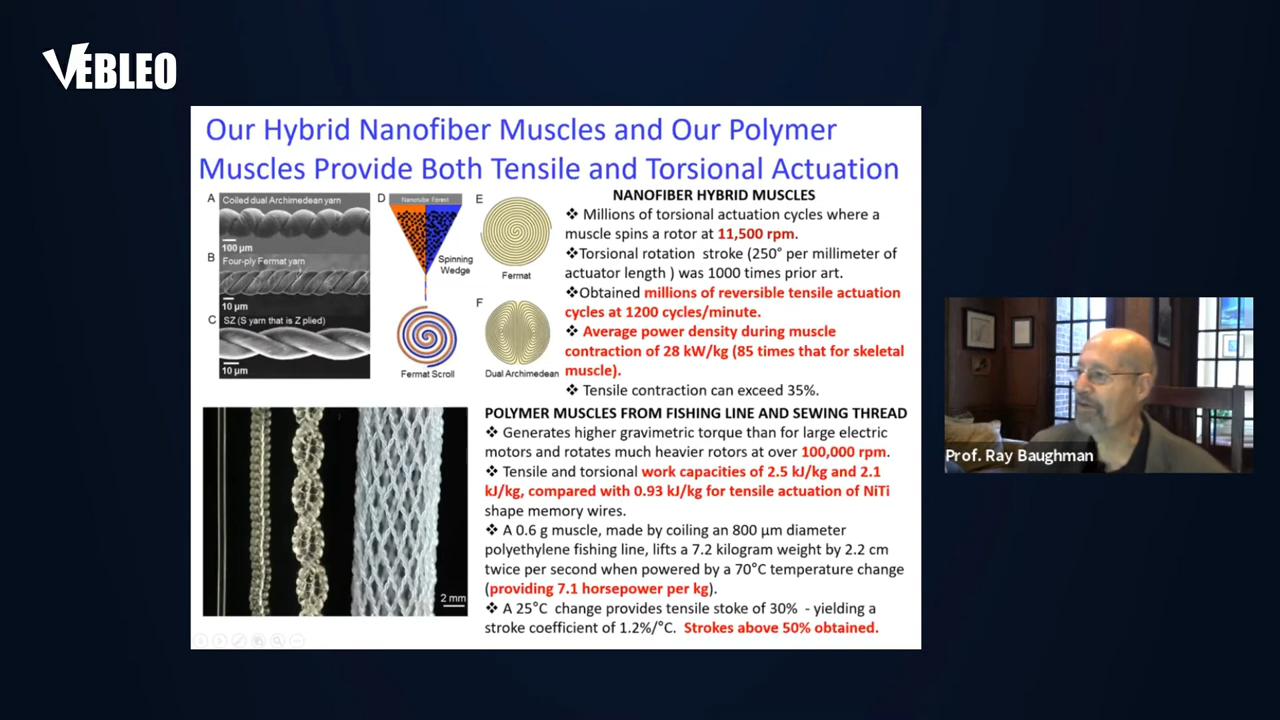 VEBLEO
Our Hybrid Nanofiber Muscles and Our Polymer
Muscles Provide Both Tensile and Torsional Actuation
A
Coiled dual Archimedean yarn
100 µm
B
Four-ply Fermat yarn
10 µm
C
SZ (S yarn that is Z plied)
10 µm
D
Nanotube Forest
Spinning
Wedge
Fermat Scroll
E
Fermat
F
Dual Archimedean
NANOFIBER HYBRID MUSCLES
❖ Millions of torsional actuation cycles where a
muscle spins a rotor at 11,500 rpm.
❖Torsional rotation stroke (250° per millimeter of
actuator length ) was 1000 times prior art.
❖Obtained millions of reversible tensile actuation
cycles at 1200 cycles/minute.
❖ Average power density during muscle
contraction of 28 kW/kg (85 times that for skeletal
muscle).
❖ Tensile contraction can exceed 35%.
2 mm
POLYMER MUSCLES FROM FISHING LINE AND SEWING THREAD
❖ Generates higher gravimetric torque than for large electric
motors and rotates much heavier rotors at over 100,000 rpm.
❖ Tensile and torsional work capacities of 2.5 kJ/kg and 2.1
kJ/kg, compared with 0.93 kJ/kg for tensile actuation of NiTi
shape memory wires.
❖ A 0.6 g muscle, made by coiling an 800 µm diameter
polyethylene fishing line, lifts a 7.2 kilogram weight by 2.2 cm
twice per second when powered by a 70°C temperature change
(providing 7.1 horsepower per kg).
❖ A 25°C change provides tensile stoke of 30% - yielding a
stroke coefficient of 1.2%/°C. Strokes above 50% obtained.
Prof. Ray Baughman